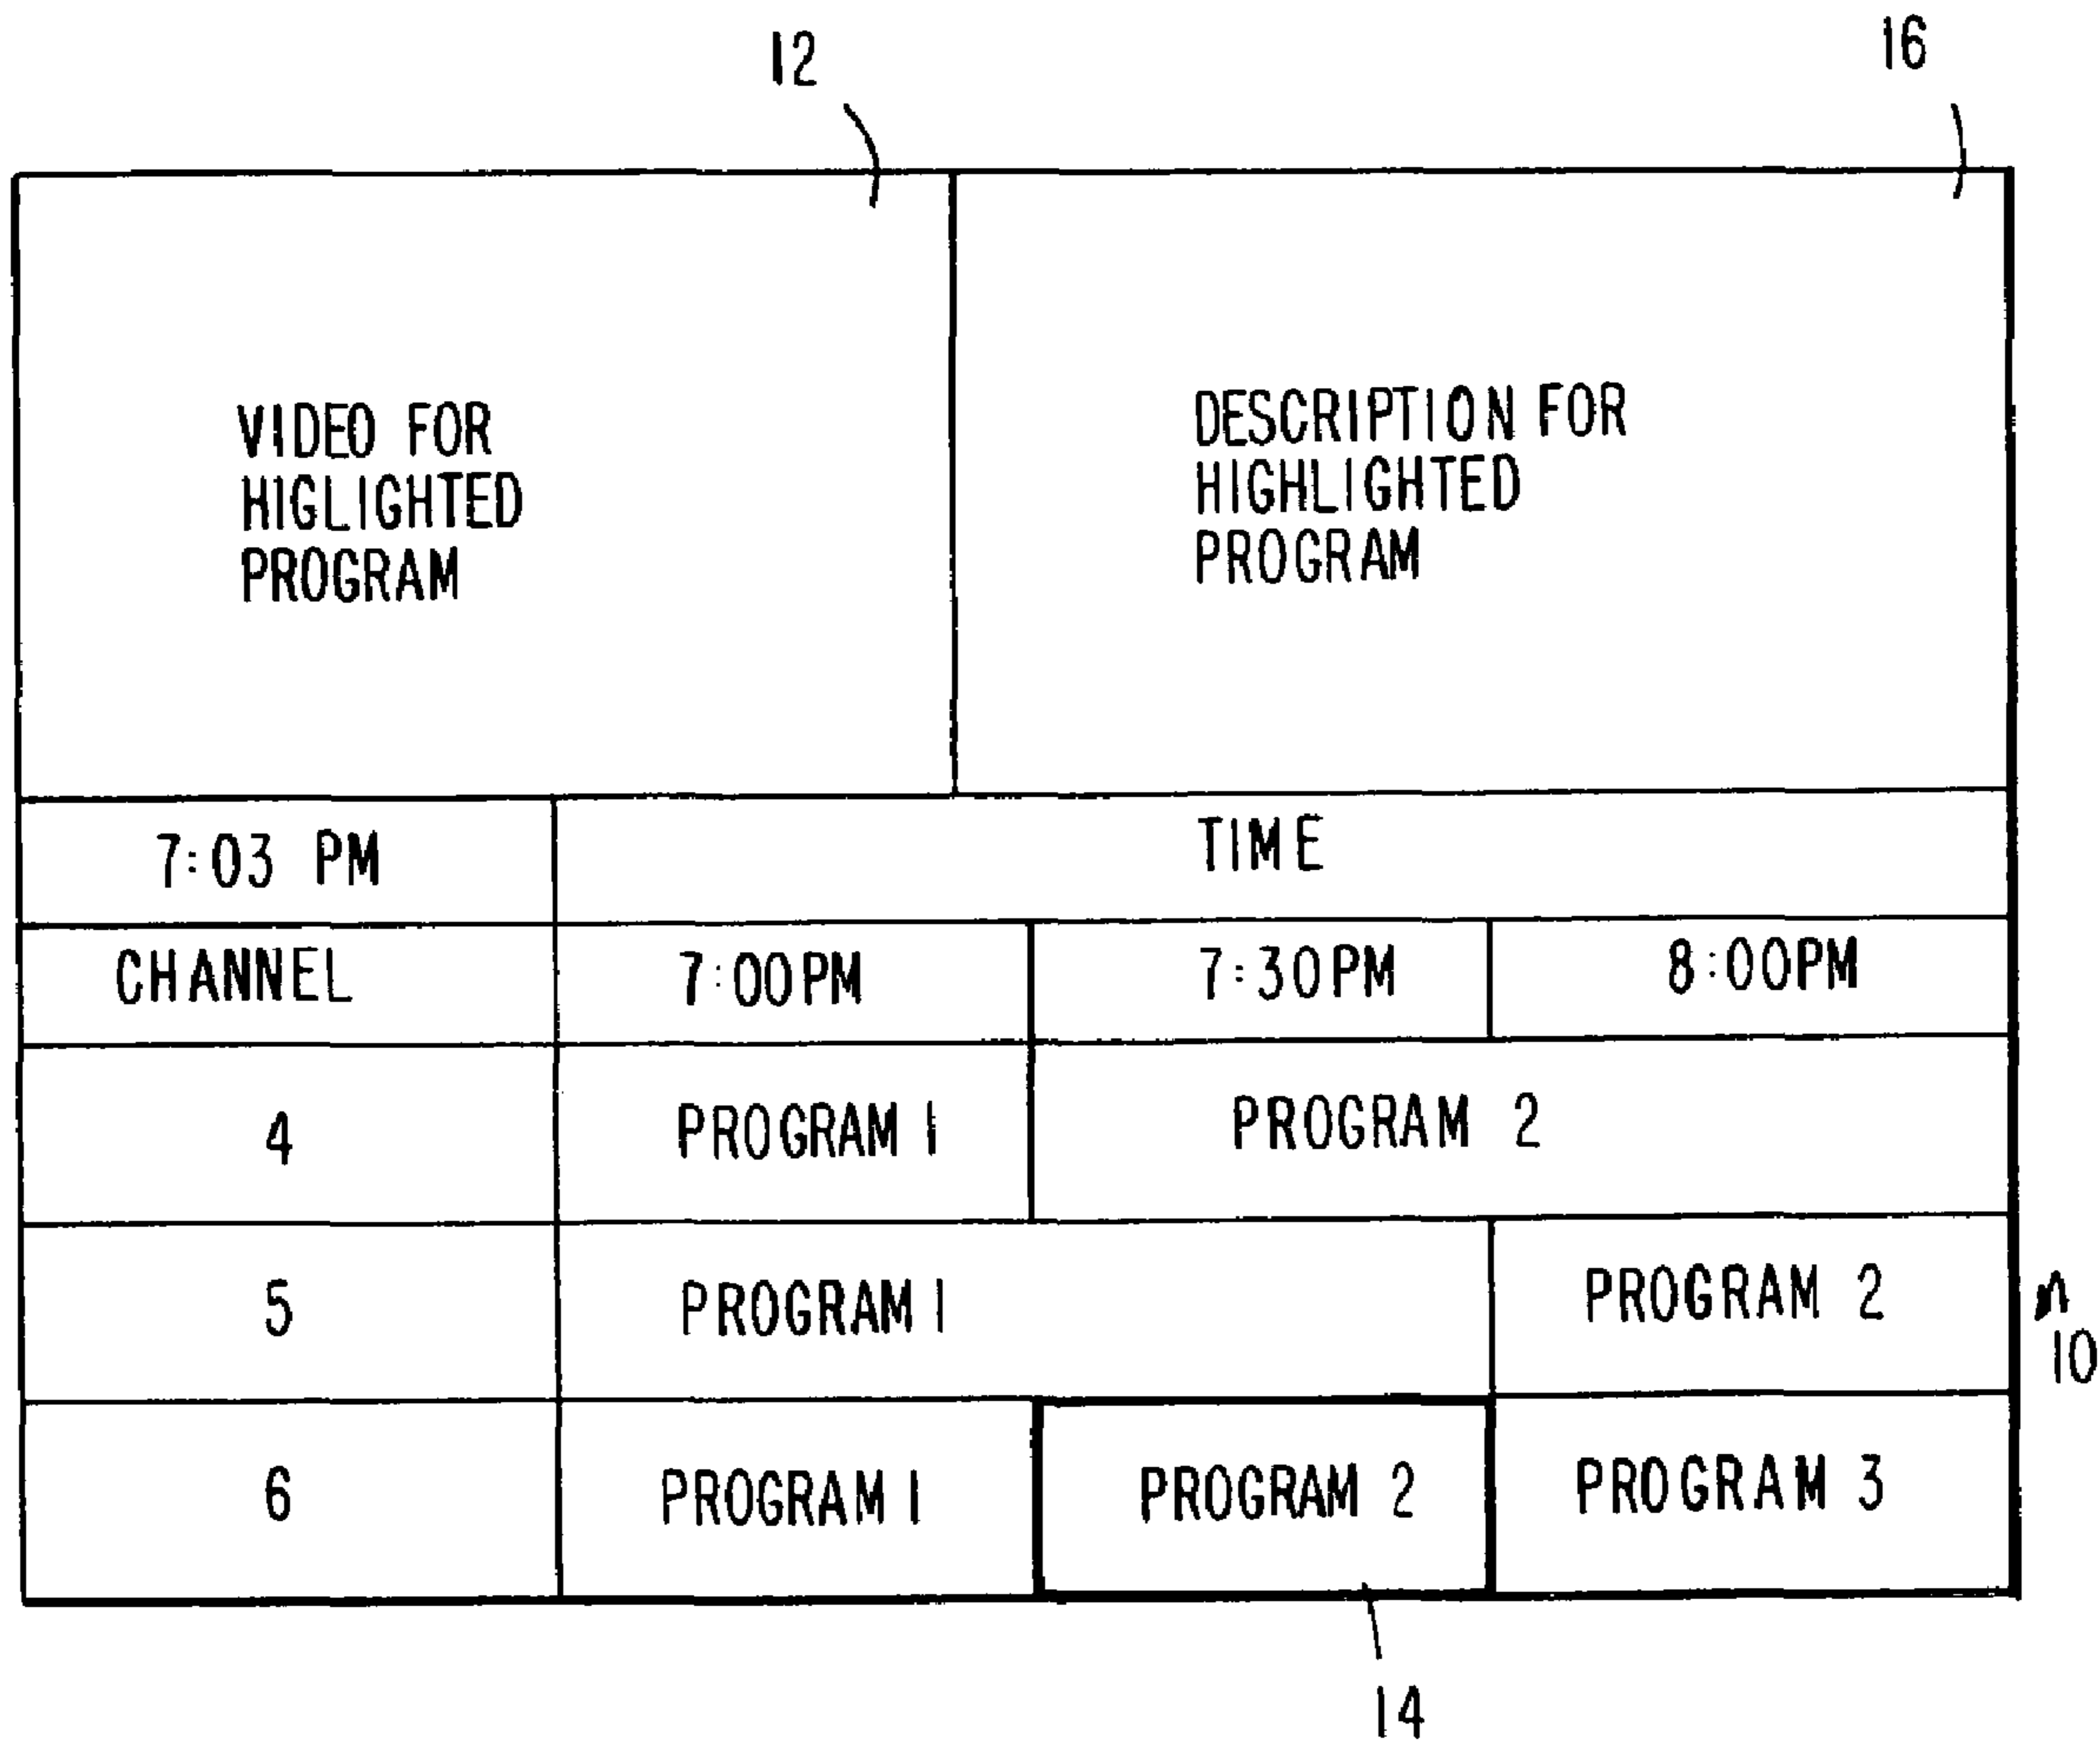 12
16
VIDEO FOR
HIGLIGHTED
PROGRAM
DESCRIPTION FOR
HIGHLIGHTED
PROGRAM
7:03 PM
TIME
CHANNEL
7:00PM
7:30PM
8:00PM
4
PROGRAM 1
PROGRAM 2
5
PROGRAM 1
PROGRAM 2
10
6
PROGRAM 1
PROGRAM 2
PROGRAM 3
14